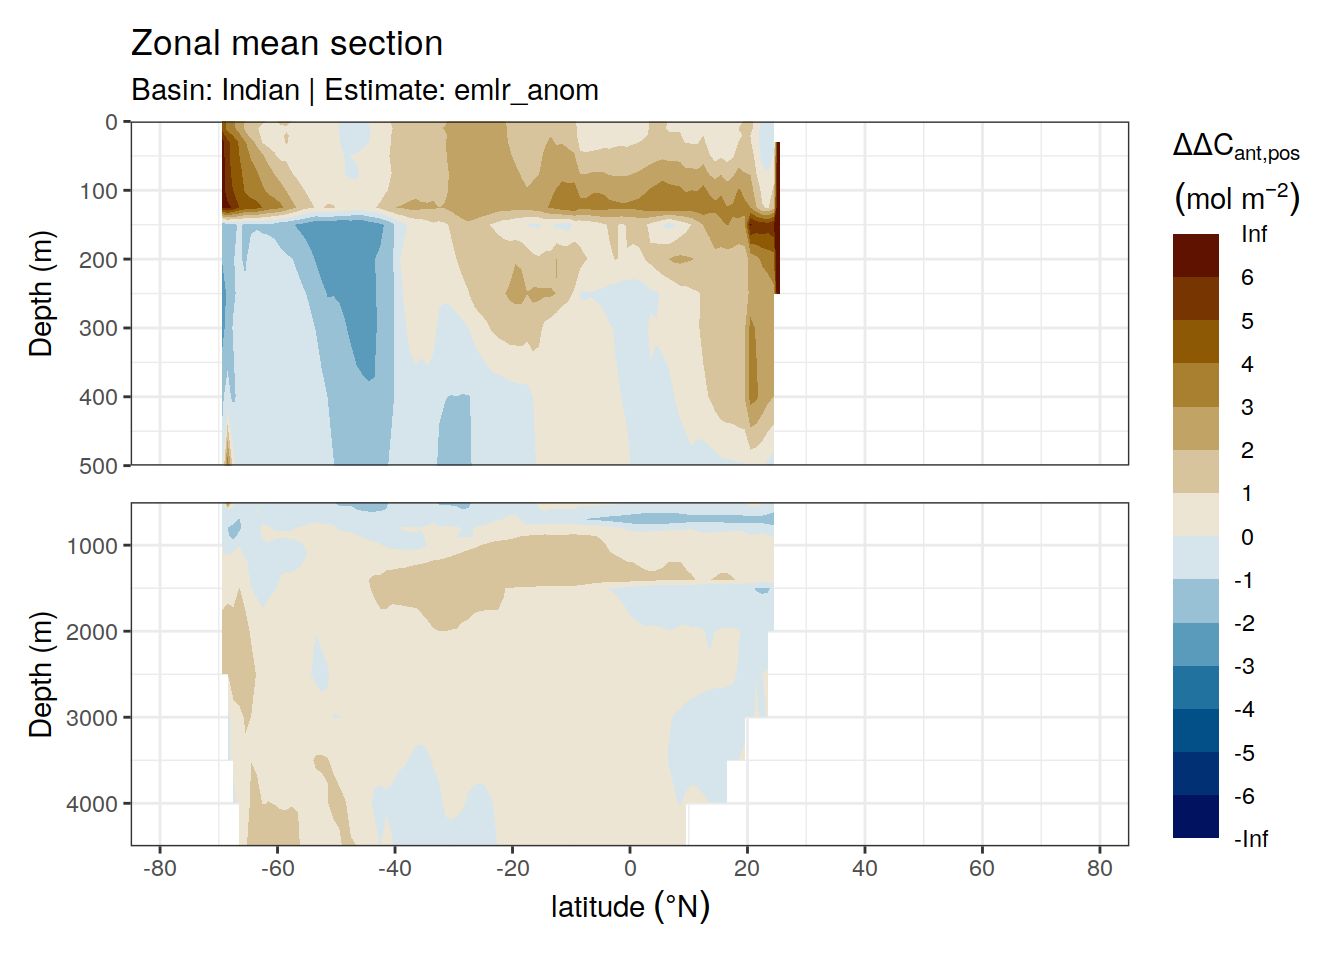 Zonal mean section
Basin: Indian | Estimate: emlr_anom
ΔΔCant,pos
(mol m−2)
Inf
6
5
4
3
2
1
0
-1
-2
-3
-4
-5
-6
-Inf
Depth (m)
0
100
200
300
400
500
Depth (m)
1000
2000
3000
4000
-80 -60 -40 -20 0 20 40 60 80
latitude (°N)